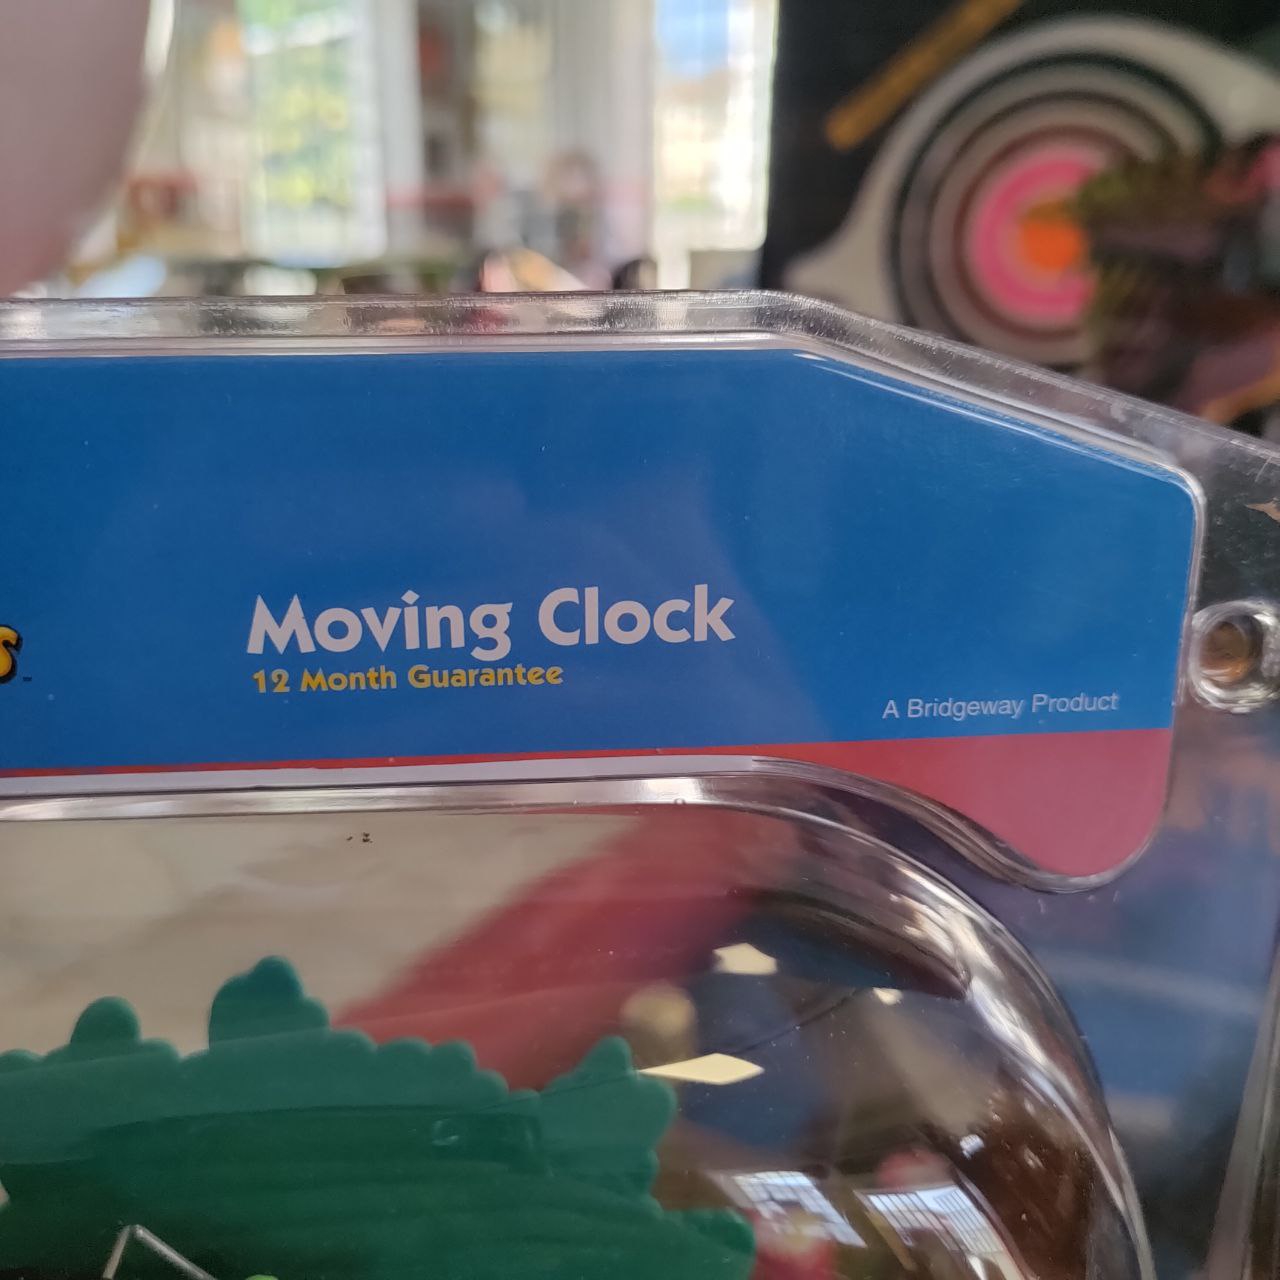 Moving Clock
12 Month Guarantee
A Bridgeway Product